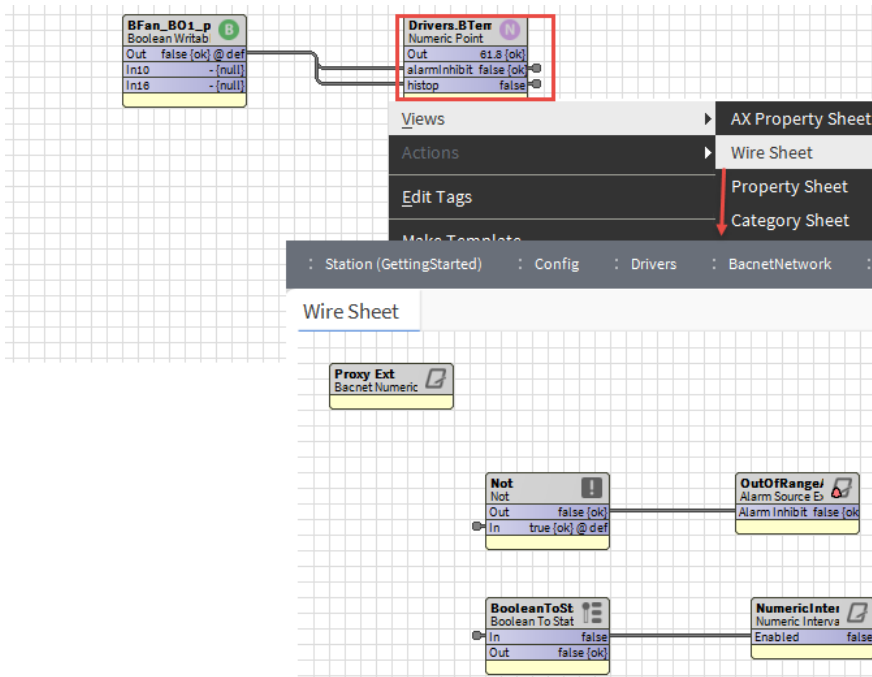 BFan_BO1_p B
Boolean Writab
Out false {ok} @ def
In10 - {null}
In16 - {null}
Drivers.BTem N
Numeric Point
Out 61.8 {ok}
alarmInhibit false {ok}
histop false
Views
Actions
Edit Tags
Make Template
AX Property Sheet
Wire Sheet
Property Sheet
Category Sheet
: Station (GettingStarted) : Config : Drivers : BacnetNetwork :
Wire Sheet
Proxy Ext
Bacnet Numeric
Not
Not
Out false {ok}
In true {ok} @ def
OutOfRangeA
Alarm Source Ex
Alarm Inhibit false {ok
BooleanToSt
Boolean To Stat
In false
Out false {ok}
NumericInter
Numeric Interva
Enabled false